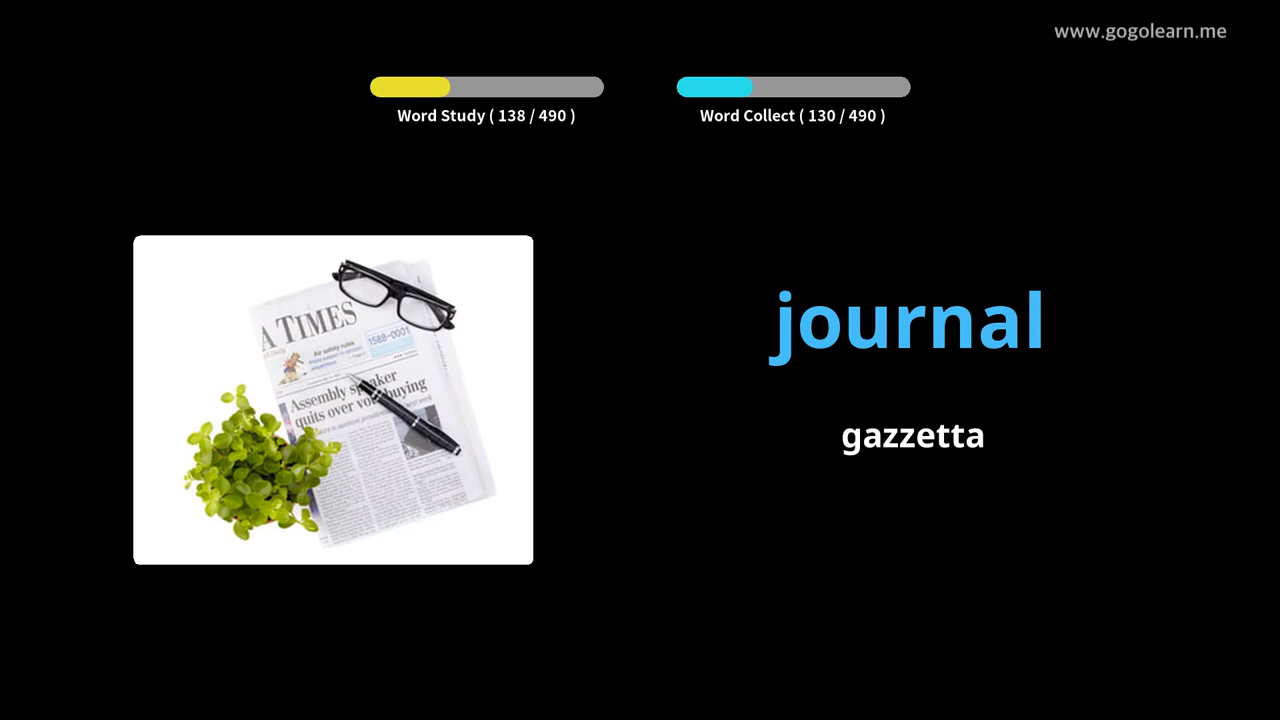 www.gogolearn.me
Word Study ( 138 / 490 )
Word Collect ( 130 / 490 )
A TIMES
1588-0001
Air safety rules
Assembly speaker
quits over vote buying
journal
gazzetta